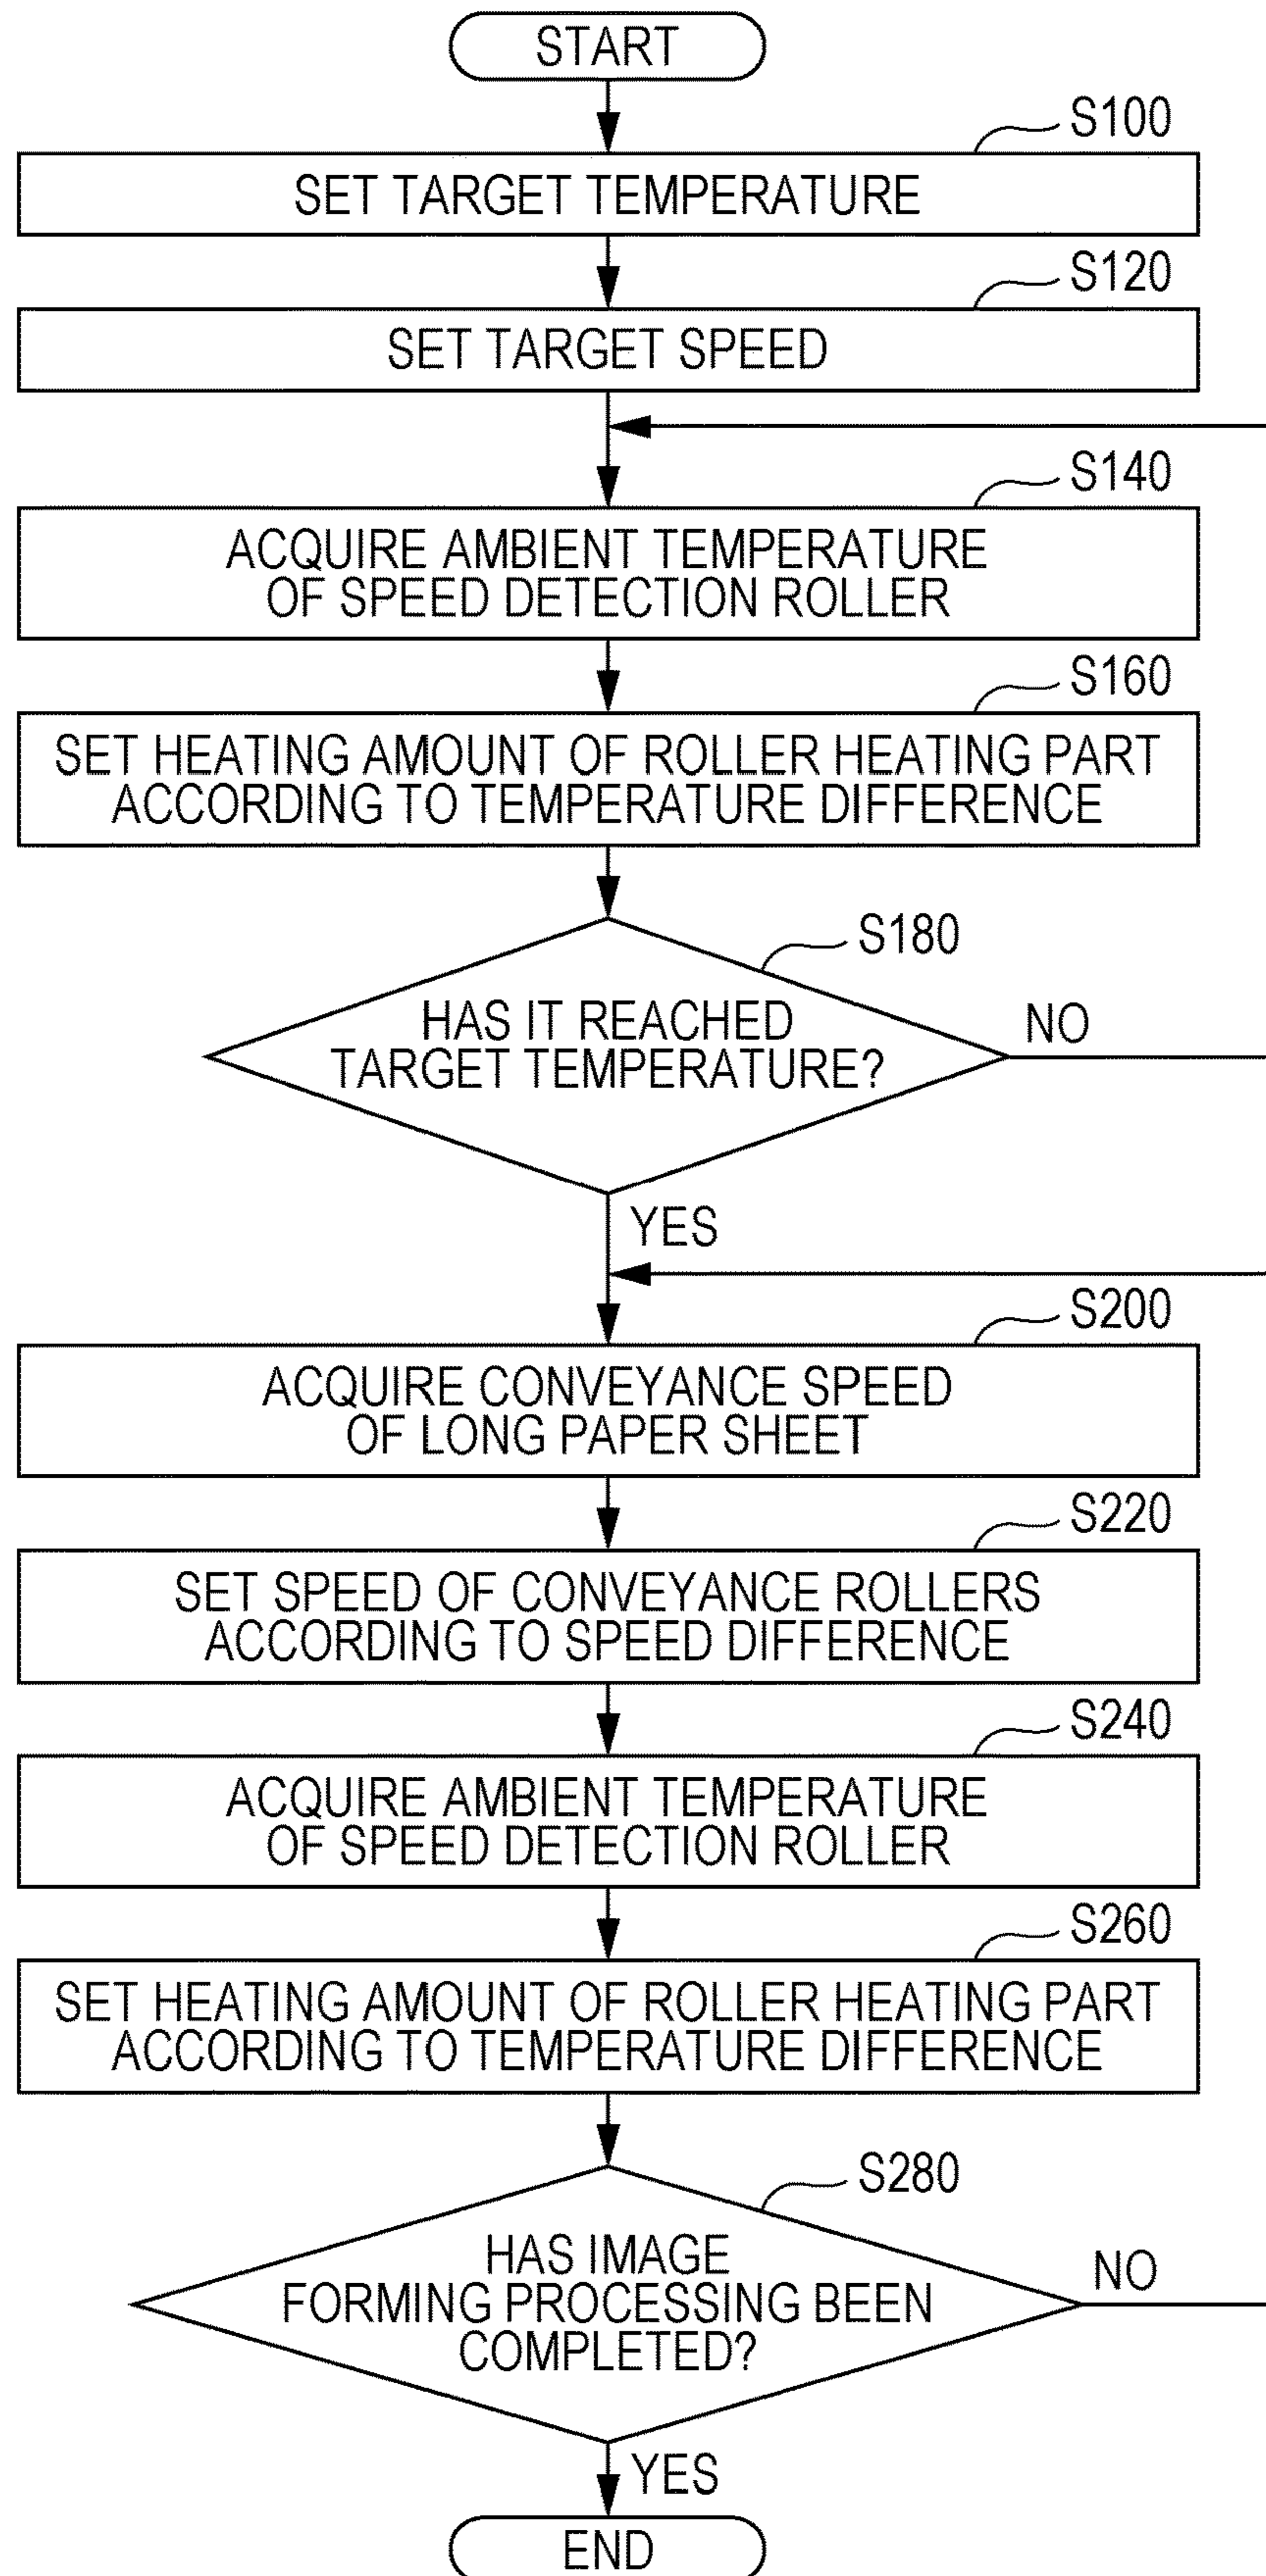 START
S100
SET TARGET TEMPERATURE
S120
SET TARGET SPEED
S140
ACQUIRE AMBIENT TEMPERATURE
OF SPEED DETECTION ROLLER
S160
SET HEATING AMOUNT OF ROLLER HEATING PART
ACCORDING TO TEMPERATURE DIFFERENCE
S180
HAS IT REACHED
TARGET TEMPERATURE?
NO
YES
S200
ACQUIRE CONVEYANCE SPEED
OF LONG PAPER SHEET
S220
SET SPEED OF CONVEYANCE ROLLERS
ACCORDING TO SPEED DIFFERENCE
S240
ACQUIRE AMBIENT TEMPERATURE
OF SPEED DETECTION ROLLER
S260
SET HEATING AMOUNT OF ROLLER HEATING PART
ACCORDING TO TEMPERATURE DIFFERENCE
S280
HAS IMAGE
FORMING PROCESSING BEEN
COMPLETED?
NO
YES
END